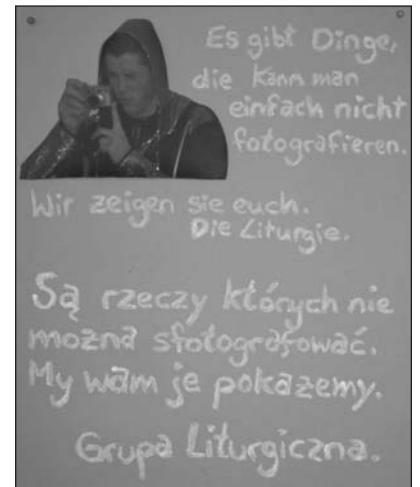 Es gibt Dinge,
die kann man
einfach nicht
fotografieren.
Wir zeigen sie euch.
Die Liturgie.
Są rzeczy których nie
można sfotografować.
My wam je pokażemy.
Grupa Liturgiczna.